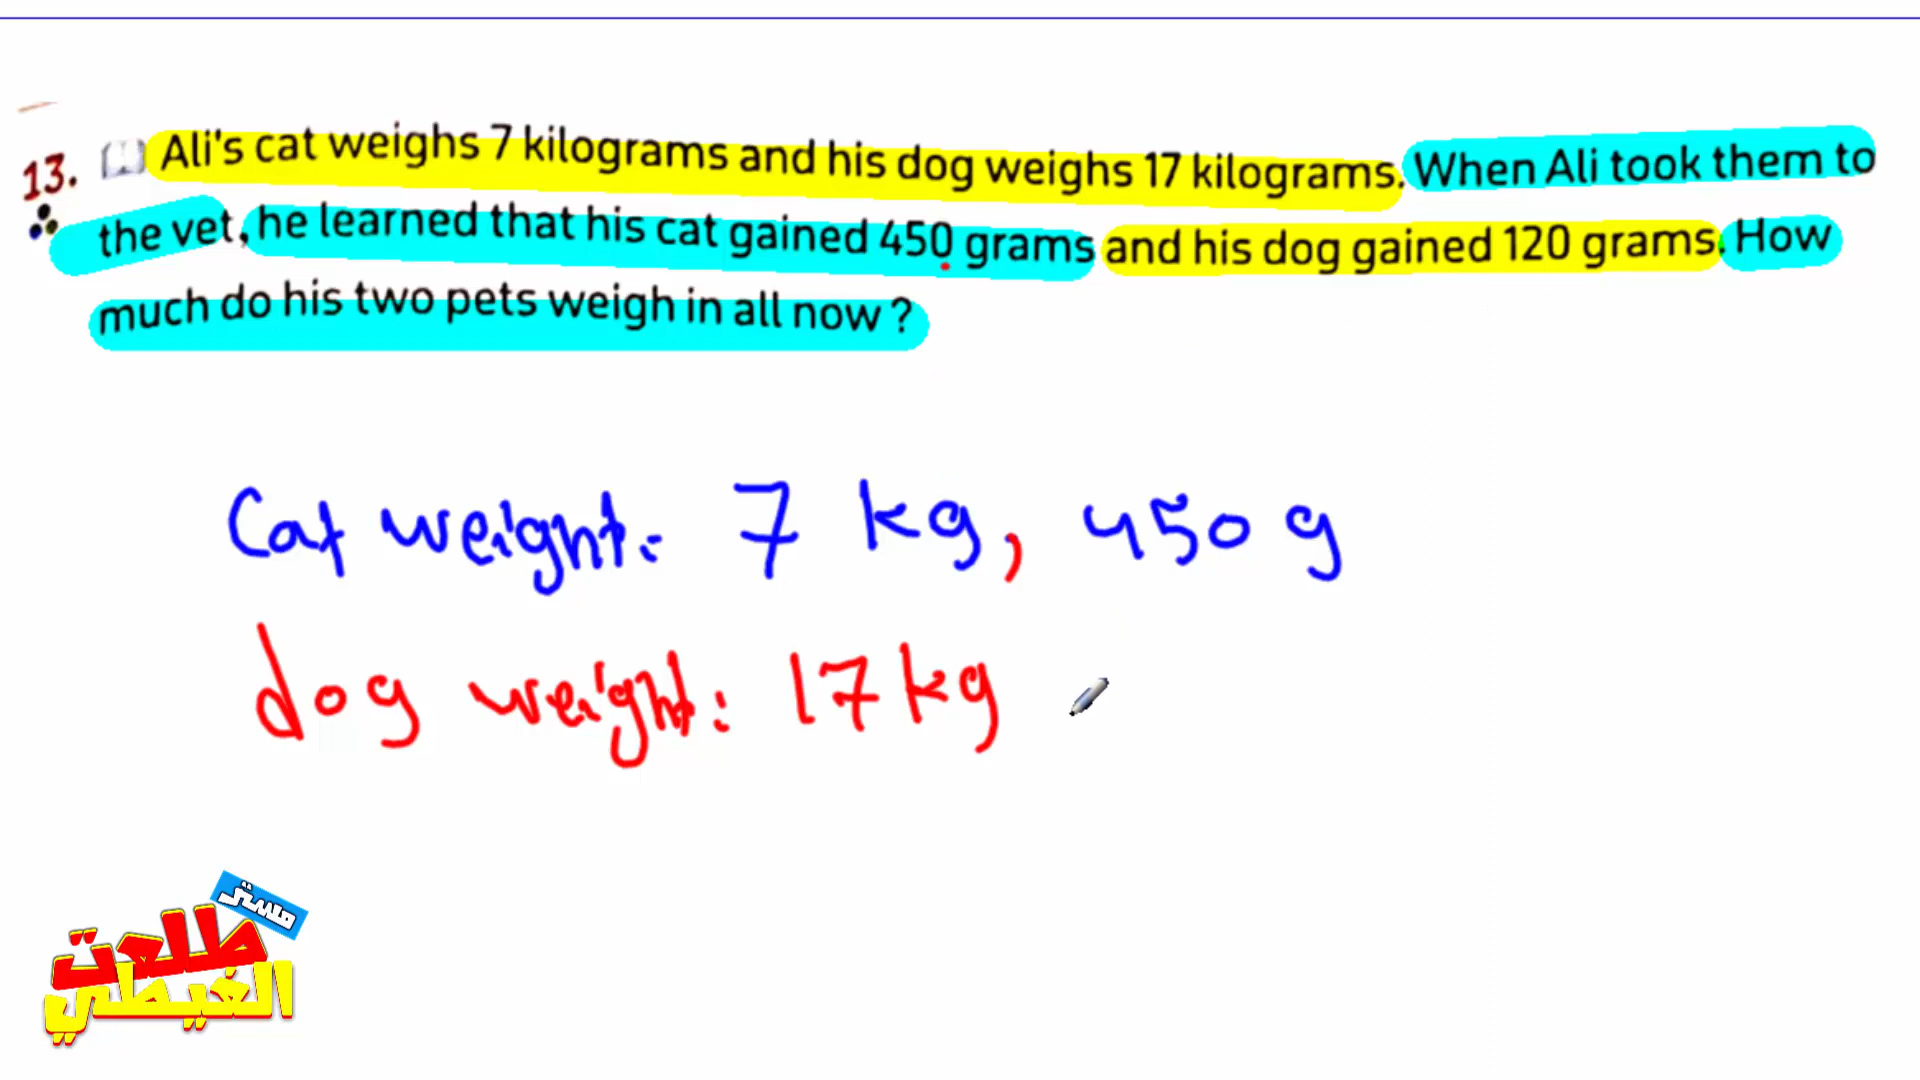 13. Ali's cat weighs 7 kilograms and his dog weighs 17 kilograms. When Ali took them to
the vet, he learned that his cat gained 450 grams and his dog gained 120 grams. How
much do his two pets weigh in all now ?
Cat weight: 7 kg, 450 g
dog weight: 17 kg
مستر
طلعت
الغيطي